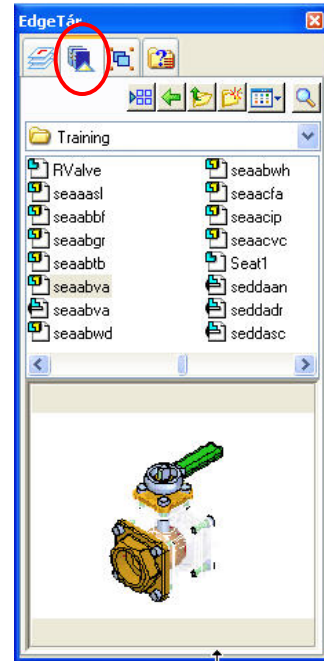 EdgeTár
Training
RValve
seaaasl
seaabbf
seaabgr
seaabtb
seaabva
seaabva
seaabwd
seaabwh
seaacfa
seaacip
seaacvc
Seat1
seddaan
seddadr
seddasc